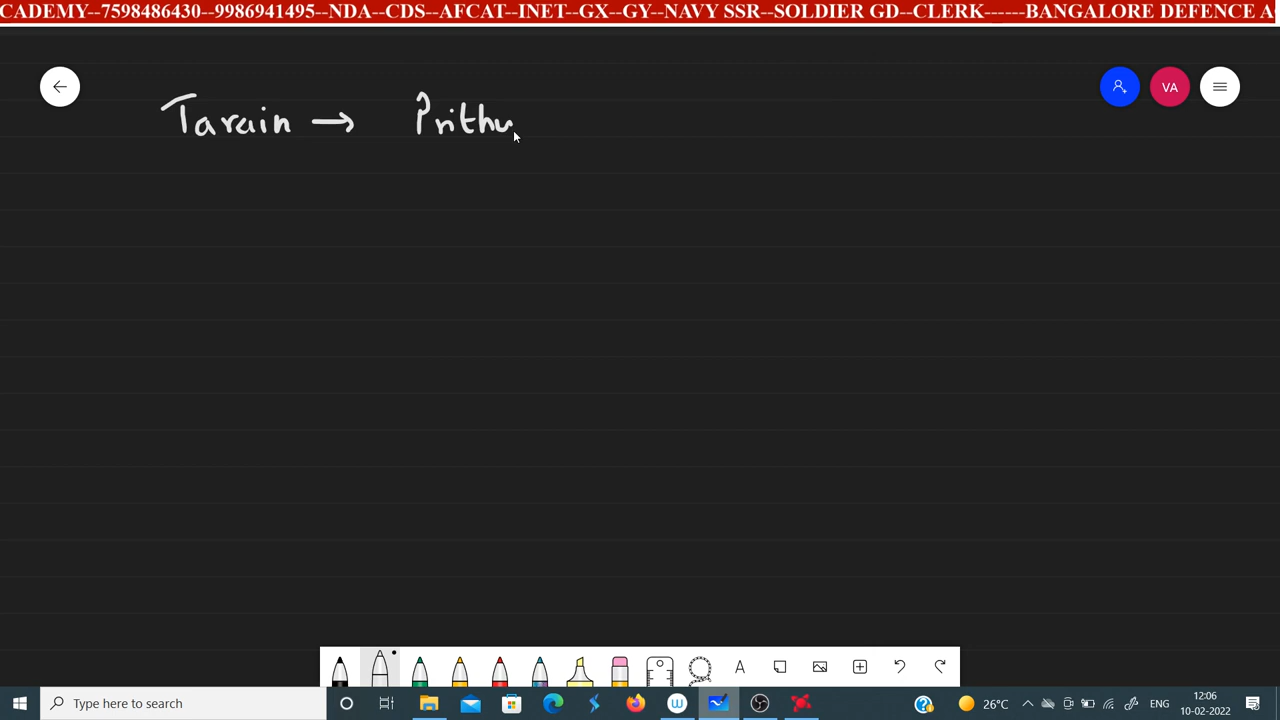 CADEMY--7598486430--9986941495--NDA--CDS--AFCAT--INET--GX--GY--NAVY SSR--SOLDIER GD--CLERK------BANGALORE DEFENCE A
VA
Tarain → Prithv
A
Type here to search
26°C
ENG
12:06
10-02-2022